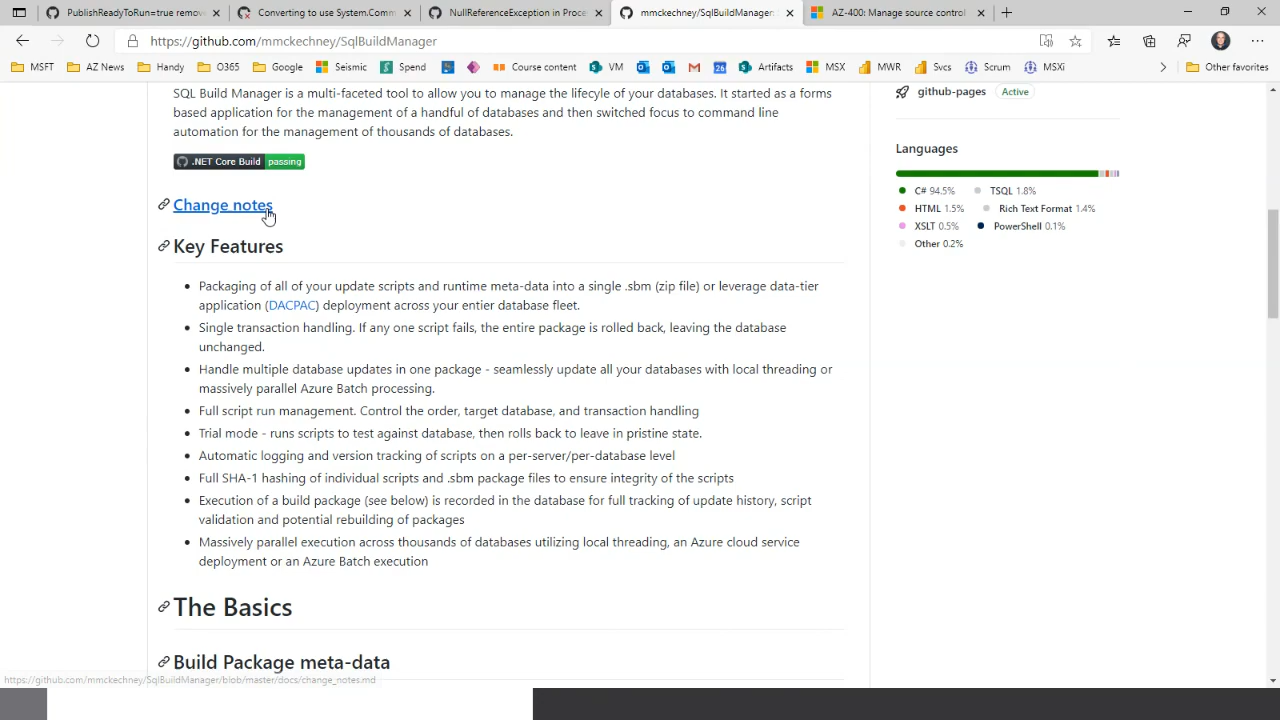 PublishReadyToRun=true remove
Converting to use System.Comm
NullReferenceException in Proce
mmckechney/SqlBuildManager:
AZ-400: Manage source control
https://github.com/mmckechney/SqlBuildManager
MSFT AZ News Handy O365 Google Seismic Spend Course content VM 26 Artifacts MSX MWR Svcs Scrum MSXi Other favorites
SQL Build Manager is a multi-faceted tool to allow you to manage the lifecyle of your databases. It started as a forms
based application for the management of a handful of databases and then switched focus to command line
automation for the management of thousands of databases.
.NET Core Build passing
Change notes
Key Features
Packaging of all of your update scripts and runtime meta-data into a single .sbm (zip file) or leverage data-tier
application (DACPAC) deployment across your entier database fleet.
Single transaction handling. If any one script fails, the entire package is rolled back, leaving the database
unchanged.
Handle multiple database updates in one package - seamlessly update all your databases with local threading or
massively parallel Azure Batch processing.
Full script run management. Control the order, target database, and transaction handling
Trial mode - runs scripts to test against database, then rolls back to leave in pristine state.
Automatic logging and version tracking of scripts on a per-server/per-database level
Full SHA-1 hashing of individual scripts and .sbm package files to ensure integrity of the scripts
Execution of a build package (see below) is recorded in the database for full tracking of update history, script
validation and potential rebuilding of packages
Massively parallel execution across thousands of databases utilizing local threading, an Azure cloud service
deployment or an Azure Batch execution
The Basics
Build Package meta-data
https://github.com/mmckechney/SqlBuildManager/blob/master/docs/change_notes.md
github-pages Active
Languages
C# 94.5% TSQL 1.8%
HTML 1.5% Rich Text Format 1.4%
XSLT 0.5% PowerShell 0.1%
Other 0.2%